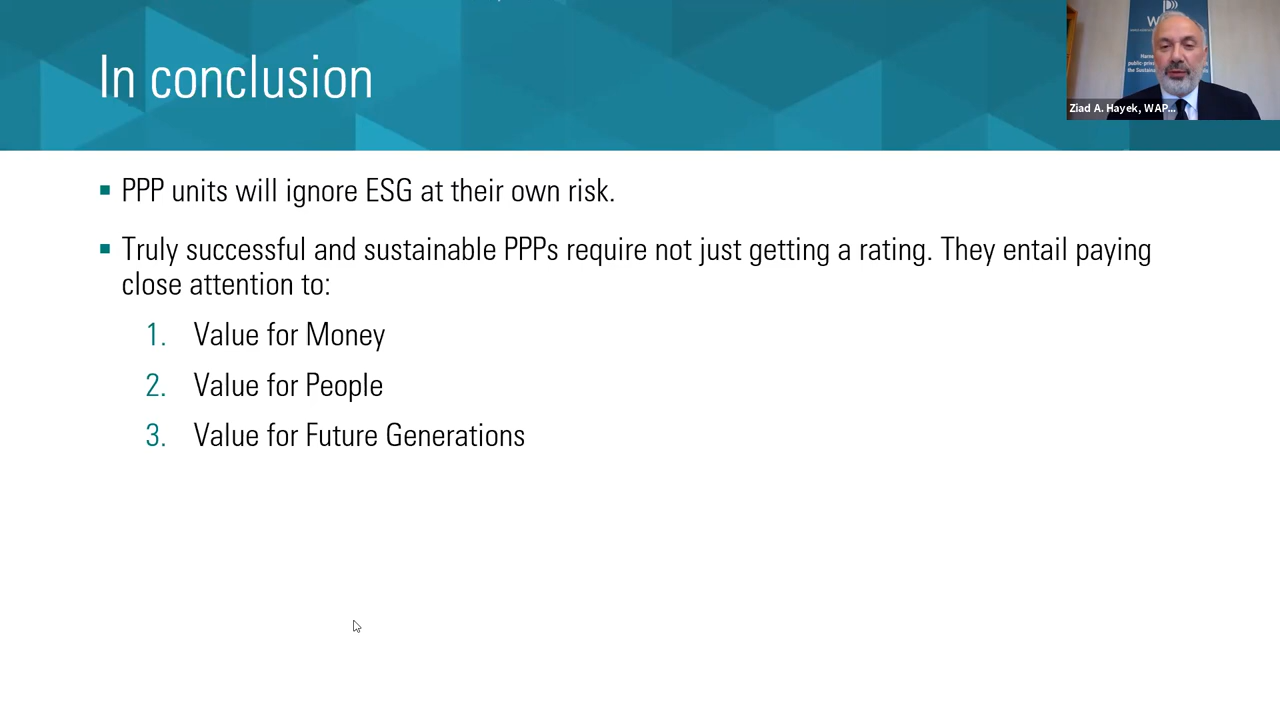 In conclusion
Ziad A. Hayek, WAP...
PPP units will ignore ESG at their own risk.
Truly successful and sustainable PPPs require not just getting a rating. They entail paying
close attention to:
1. Value for Money
2. Value for People
3. Value for Future Generations